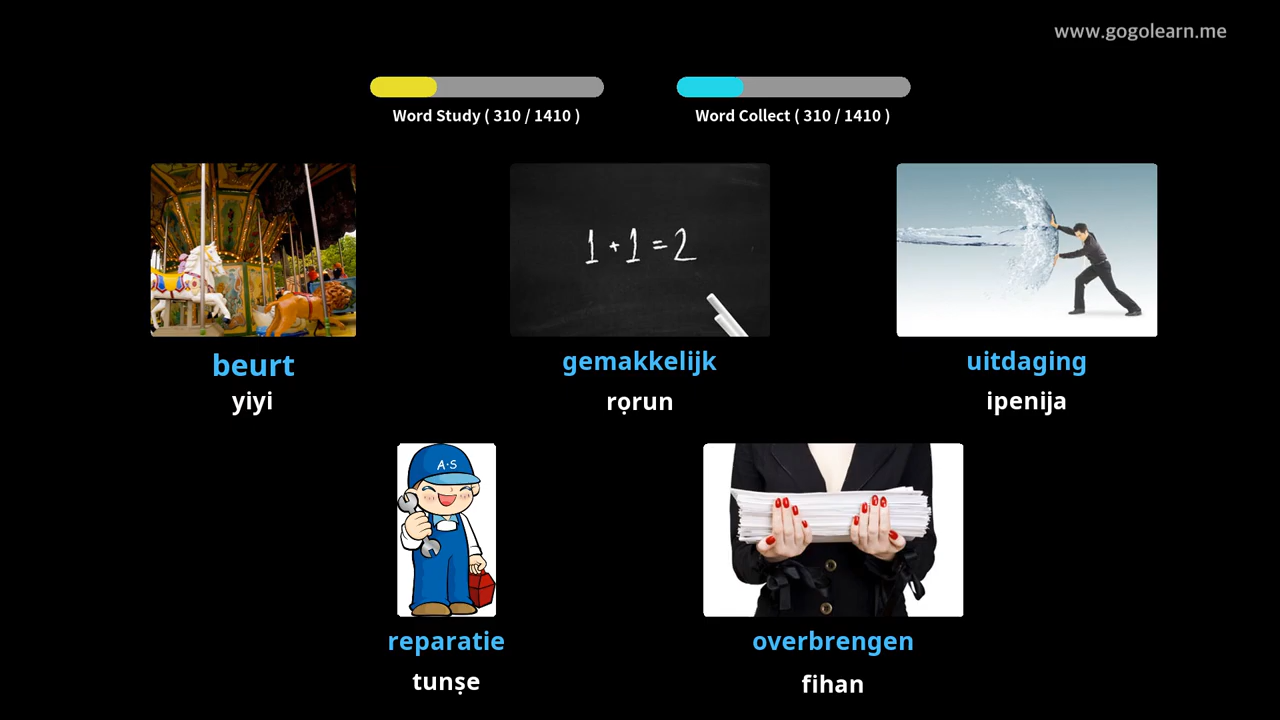 www.gogolearn.me
Word Study ( 310 / 1410 )
Word Collect ( 310 / 1410 )
1 + 1 = 2
beurt
yiyi
gemakkelijk
rọrun
uitdaging
ipenija
A·S
reparatie
tunṣe
overbrengen
fihan